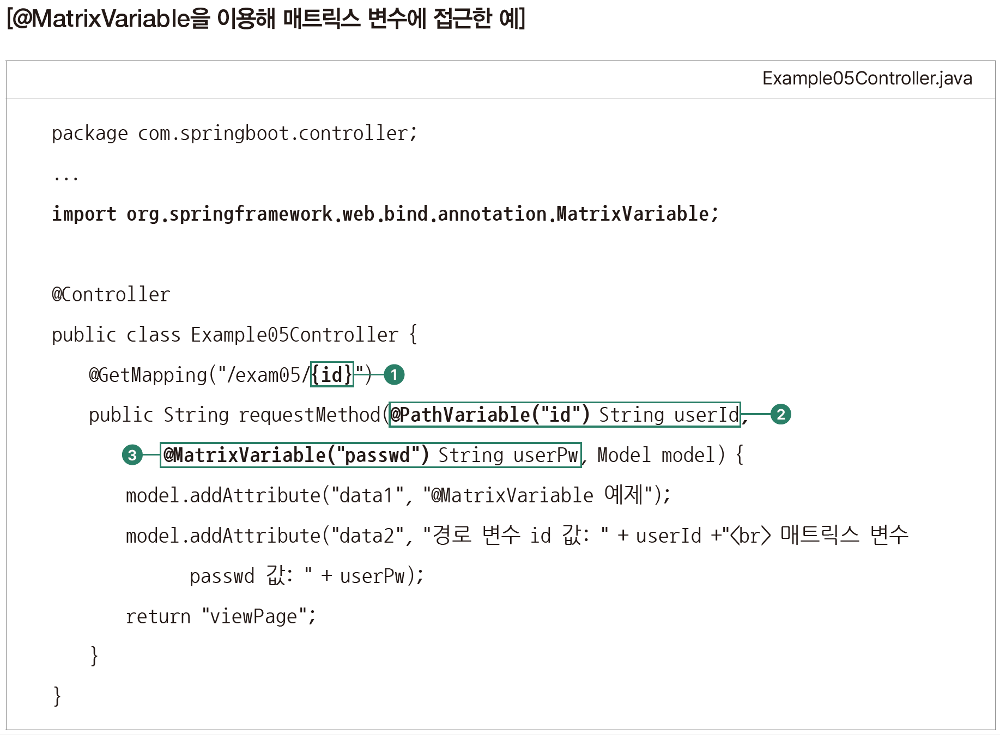 [@MatrixVariable을 이용해 매트릭스 변수에 접근한 예]
Example05Controller.java
package com.springboot.controller;
...
import org.springframework.web.bind.annotation.MatrixVariable;
@Controller
public class Example05Controller {
@GetMapping("/exam05/{id}") 1
public String requestMethod(@PathVariable("id") String userId, 2
3 @MatrixVariable("passwd") String userPw, Model model) {
model.addAttribute("data1", "@MatrixVariable 예제");
model.addAttribute("data2", "경로 변수 id 값: " + userId +"<br> 매트릭스 변수
passwd 값: " + userPw);
return "viewPage";
}
}